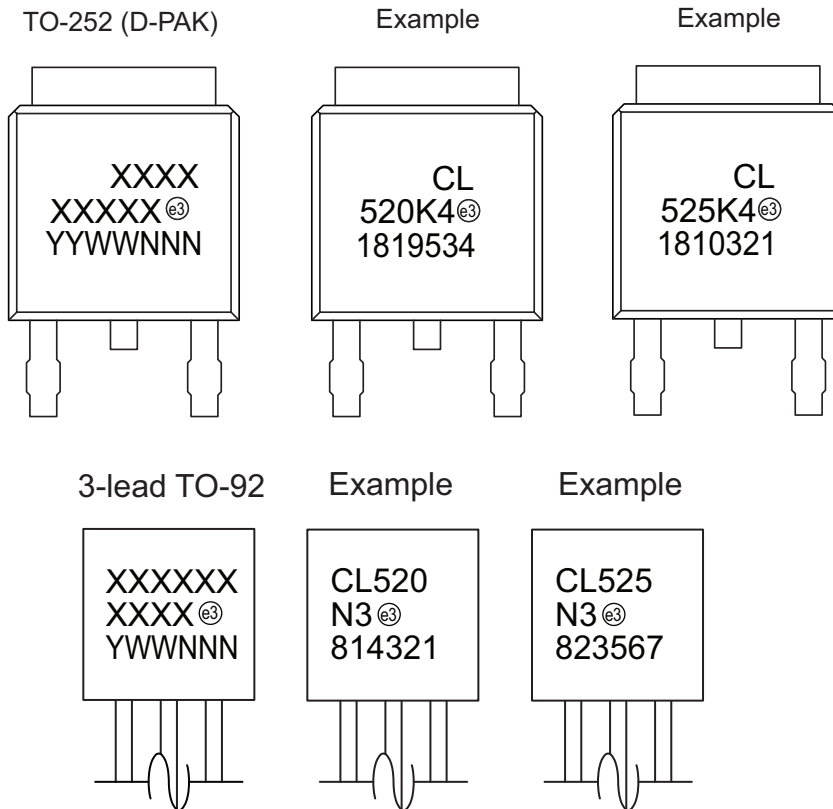 TO-252 (D-PAK)
Example
Example
XXXX
XXXXX e3
YYWWNNN
CL
520K4 e3
1819534
CL
525K4 e3
1810321
3-lead TO-92
Example
Example
XXXXXX
XXXX e3
YWWNNN
CL520
N3 e3
814321
CL525
N3 e3
823567